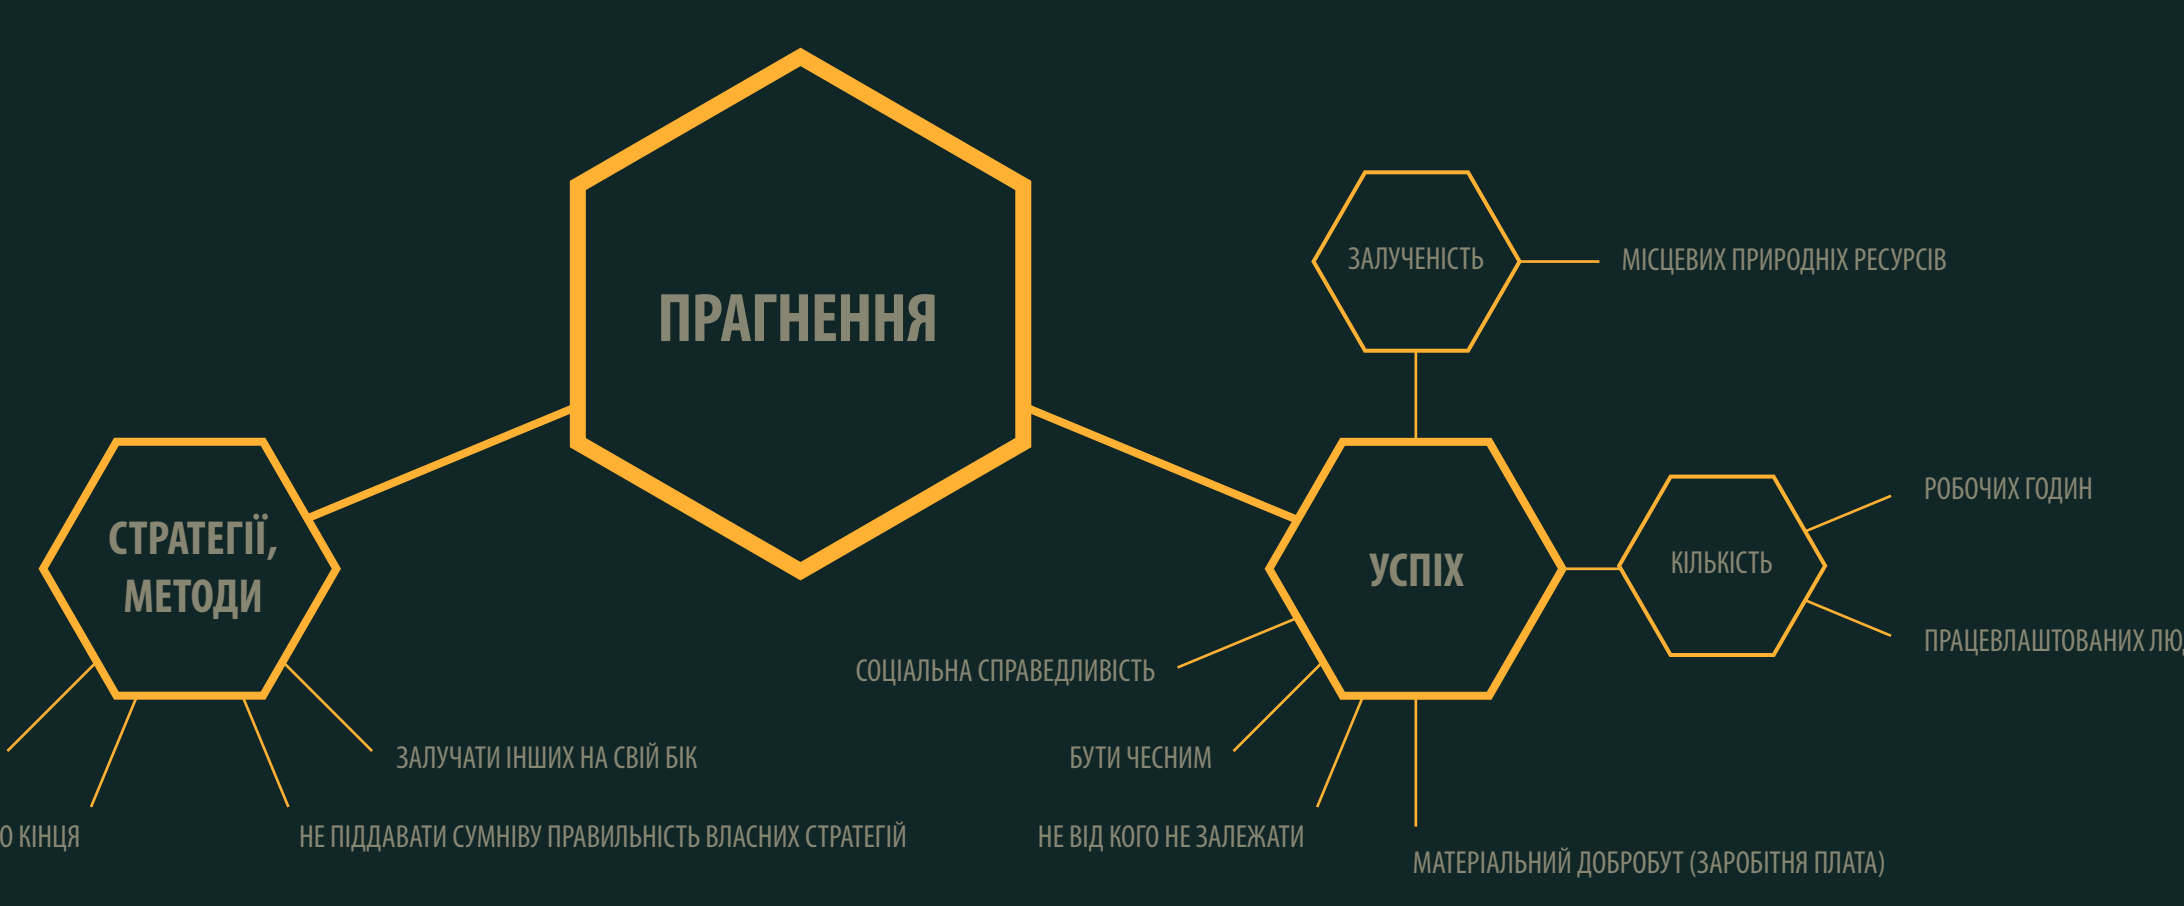 ПРАГНЕННЯ
СТРАТЕГІЇ,
МЕТОДИ
ЗАЛУЧАТИ ІНШИХ НА СВІЙ БІК
НЕ ПІДДАВАТИ СУМНІВУ ПРАВИЛЬНІСТЬ ВЛАСНИХ СТРАТЕГІЙ
КІНЦЯ
ЗАЛУЧЕНІСТЬ
МІСЦЕВИХ ПРИРОДНІХ РЕСУРСІВ
УСПІХ
КІЛЬКІСТЬ
РОБОЧИХ ГОДИН
ПРАЦЕВЛАШТОВАНИХ
СОЦІАЛЬНА СПРАВЕДЛИВІСТЬ
БУТИ ЧЕСНИМ
НЕ ВІД КОГО НЕ ЗАЛЕЖАТИ
МАТЕРІАЛЬНИЙ ДОБРОБУТ (ЗАРОБІТНЯ ПЛАТА)